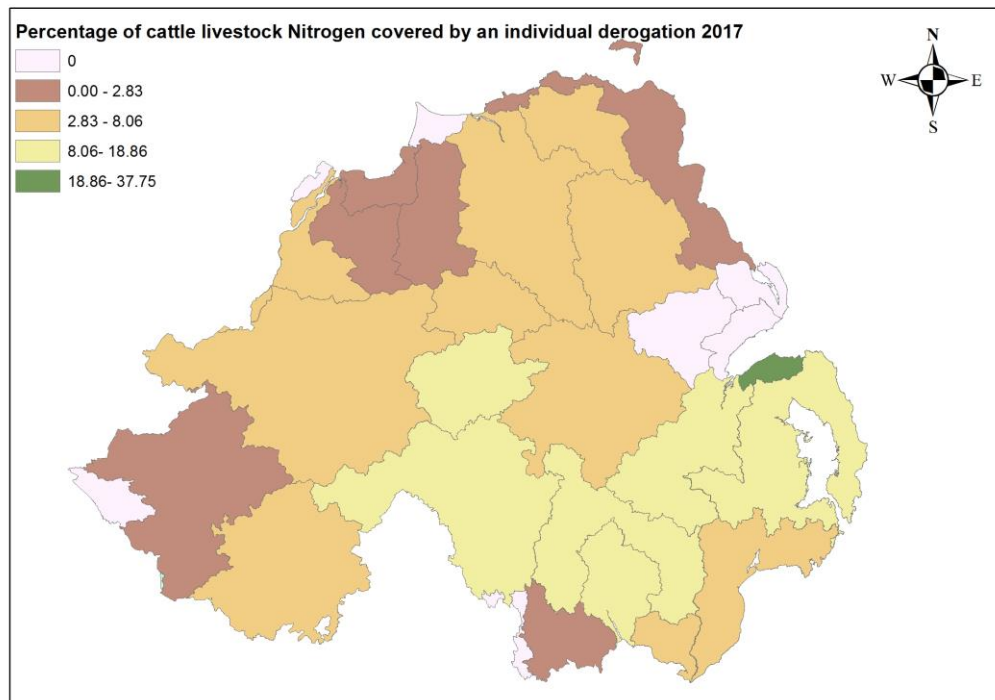 Percentage of cattle livestock Nitrogen covered by an individual derogation 2017
0
0.00 - 2.83
2.83 - 8.06
8.06- 18.86
18.86- 37.75
N
W E
S